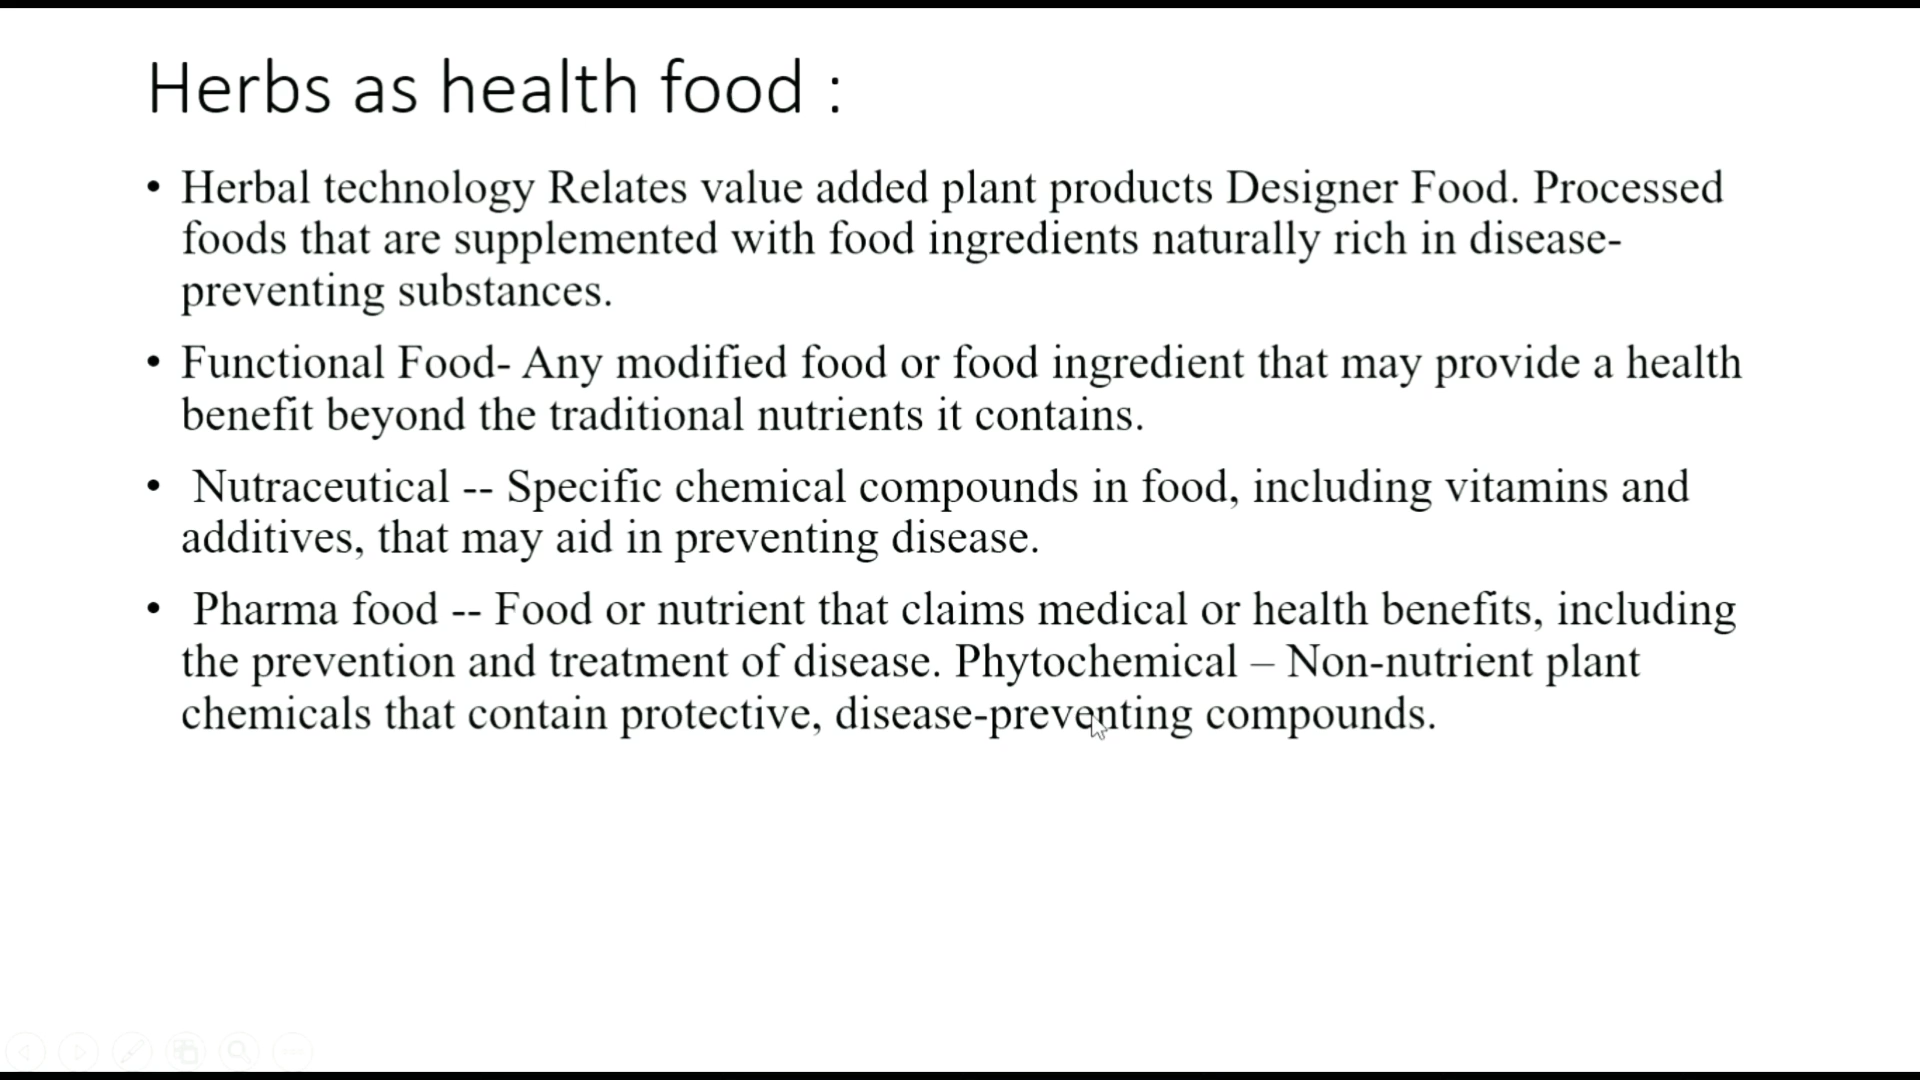 Herbs as health food :
• Herbal technology Relates value added plant products Designer Food. Processed
foods that are supplemented with food ingredients naturally rich in disease-
preventing substances.
• Functional Food- Any modified food or food ingredient that may provide a health
benefit beyond the traditional nutrients it contains.
• Nutraceutical -- Specific chemical compounds in food, including vitamins and
additives, that may aid in preventing disease.
• Pharma food -- Food or nutrient that claims medical or health benefits, including
the prevention and treatment of disease. Phytochemical – Non-nutrient plant
chemicals that contain protective, disease-preventing compounds.